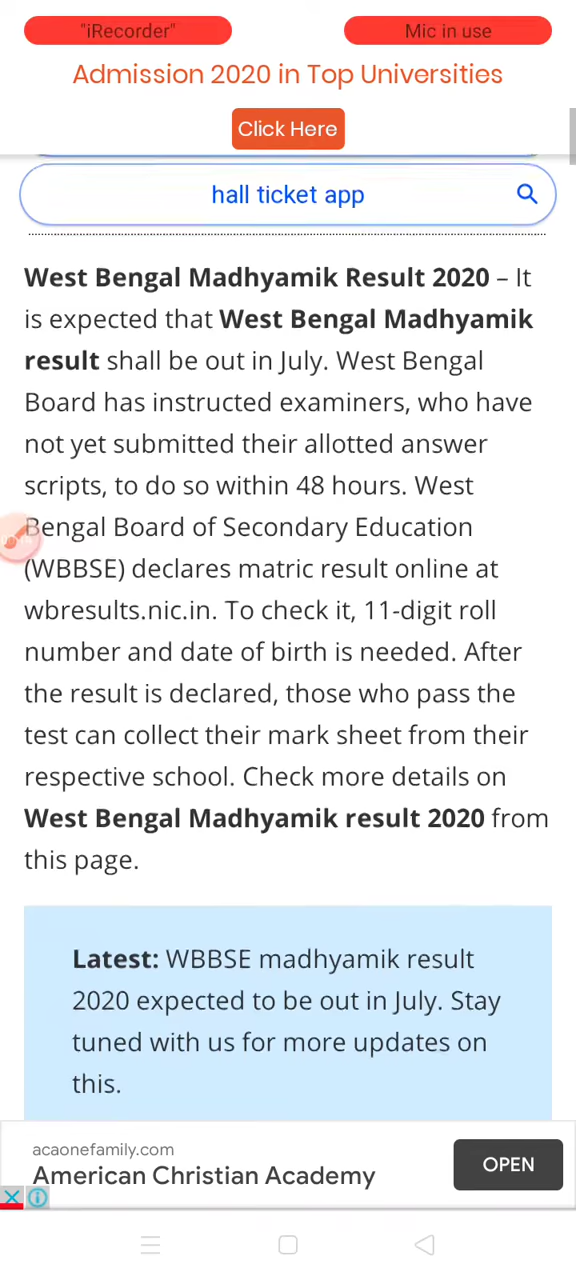 "iRecorder"
Mic in use
Admission 2020 in Top Universities
Click Here
hall ticket app
West Bengal Madhyamik Result 2020 – It
is expected that West Bengal Madhyamik
result shall be out in July. West Bengal
Board has instructed examiners, who have
not yet submitted their allotted answer
scripts, to do so within 48 hours. West
Bengal Board of Secondary Education
(WBBSE) declares matric result online at
wbresults.nic.in. To check it, 11-digit roll
number and date of birth is needed. After
the result is declared, those who pass the
test can collect their mark sheet from their
respective school. Check more details on
West Bengal Madhyamik result 2020 from
this page.
Latest: WBBSE madhyamik result
2020 expected to be out in July. Stay
tuned with us for more updates on
this.
acaonefamily.com
American Christian Academy
OPEN